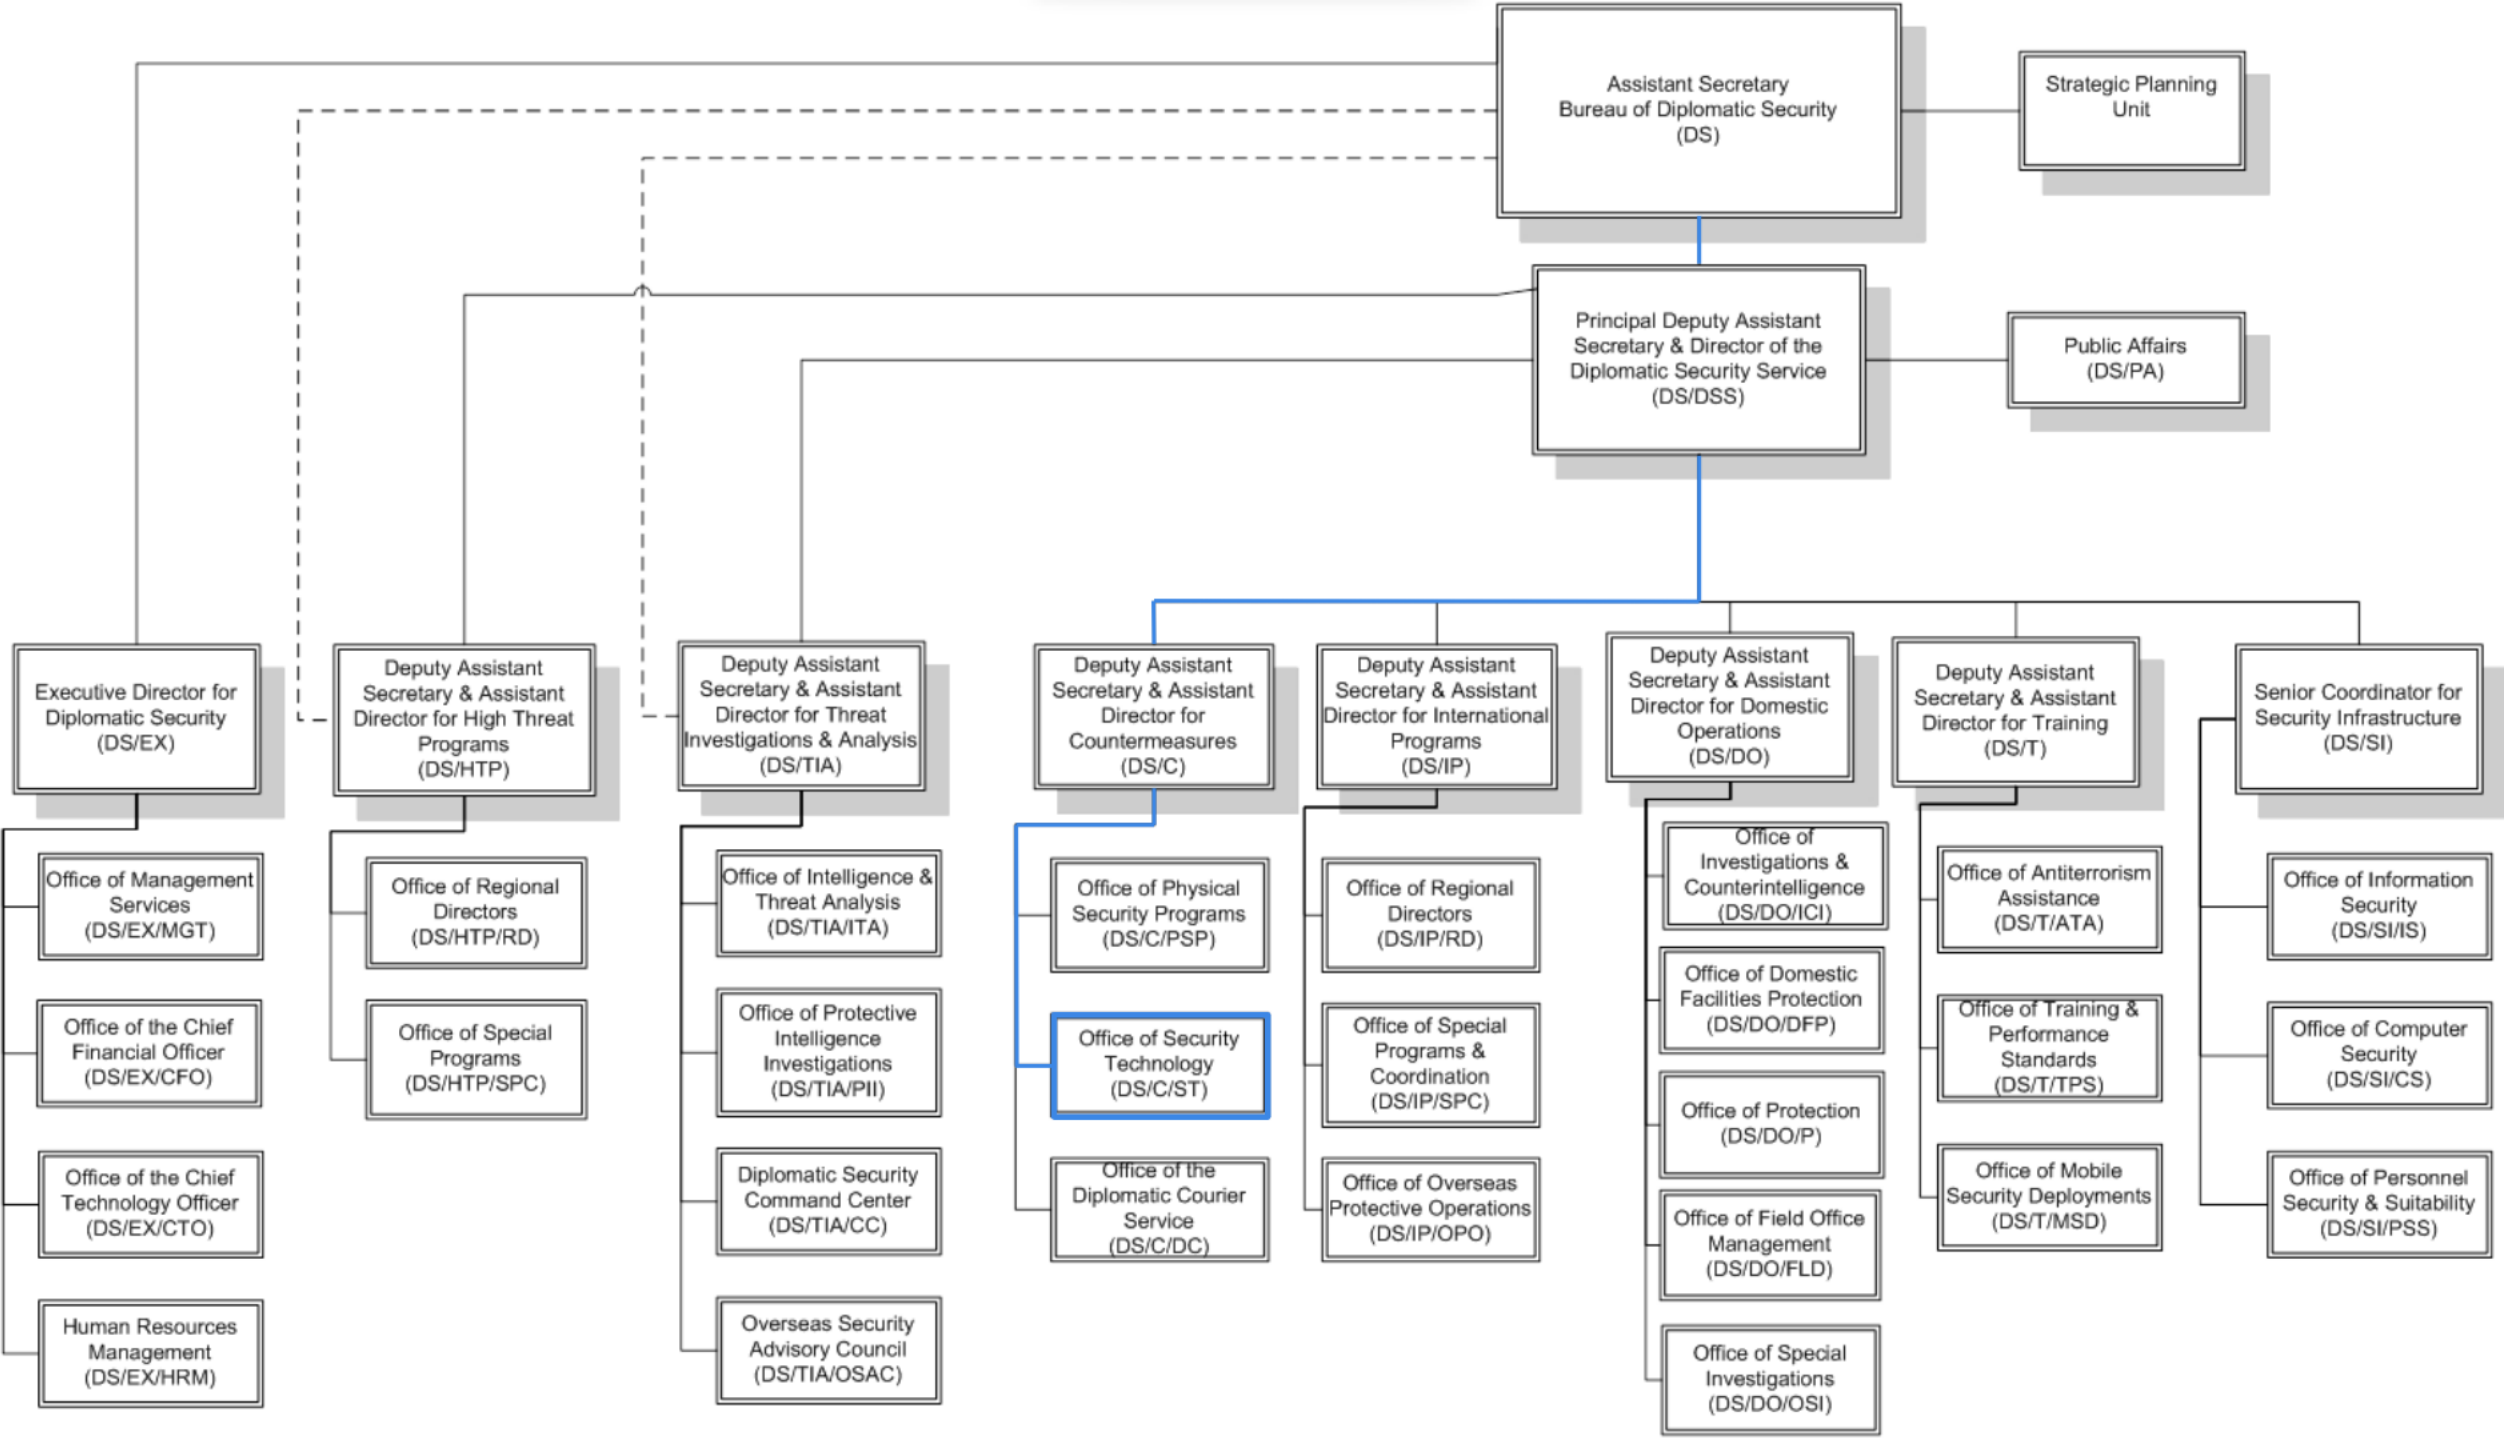 Assistant Secretary
Bureau of Diplomatic Security
(DS)
Strategic Planning
Unit
Principal Deputy Assistant
Secretary & Director of the
Diplomatic Security Service
(DS/DSS)
Public Affairs
(DS/PA)
Executive Director for
Diplomatic Security
(DS/EX)
Deputy Assistant
Secretary & Assistant
Director for High Threat
Programs
(DS/HTP)
Deputy Assistant
Secretary & Assistant
Director for Threat
Investigations & Analysis
(DS/TIA)
Deputy Assistant
Secretary & Assistant
Director for
Countermeasures
(DS/C)
Deputy Assistant
Secretary & Assistant
Director for International
Programs
(DS/IP)
Deputy Assistant
Secretary & Assistant
Director for Domestic
Operations
(DS/DO)
Deputy Assistant
Secretary & Assistant
Director for Training
(DS/T)
Senior Coordinator for
Security Infrastructure
(DS/SI)
Office of Management
Services
(DS/EX/MGT)
Office of the Chief
Financial Officer
(DS/EX/CFO)
Office of the Chief
Technology Officer
(DS/EX/CTO)
Human Resources
Management
(DS/EX/HRM)
Office of Regional
Directors
(DS/HTP/RD)
Office of Special
Programs
(DS/HTP/SPC)
Office of Intelligence &
Threat Analysis
(DS/TIA/ITA)
Office of Protective
Intelligence
Investigations
(DS/TIA/PII)
Diplomatic Security
Command Center
(DS/TIA/CC)
Overseas Security
Advisory Council
(DS/TIA/OSAC)
Office of Physical
Security Programs
(DS/C/PSP)
Office of Security
Technology
(DS/C/ST)
Office of the
Diplomatic Courier
Service
(DS/C/DC)
Office of Regional
Directors
(DS/IP/RD)
Office of Special
Programs &
Coordination
(DS/IP/SPC)
Office of Overseas
Protective Operations
(DS/IP/OPO)
Office of
Investigations &
Counterintelligence
(DS/DO/ICI)
Office of Domestic
Facilities Protection
(DS/DO/DFP)
Office of Protection
(DS/DO/P)
Office of Field Office
Management
(DS/DO/FLD)
Office of Special
Investigations
(DS/DO/OSI)
Office of Antiterrorism
Assistance
(DS/T/ATA)
Office of Training &
Performance
Standards
(DS/T/TPS)
Office of Mobile
Security Deployments
(DS/T/MSD)
Office of Information
Security
(DS/SI/IS)
Office of Computer
Security
(DS/SI/CS)
Office of Personnel
Security & Suitability
(DS/SI/PSS)